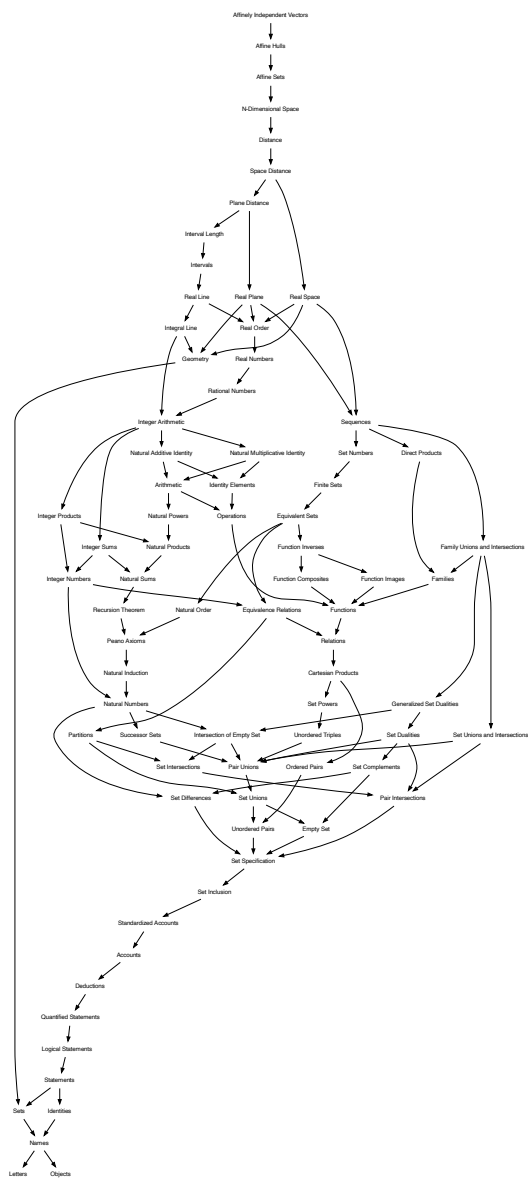 Affinely Independent Vectors
Affine Hulls
Affine Sets
N-Dimensional Space
Distance
Space Distance
Plane Distance
Interval Length
Intervals
Real Line Real Plane Real Space
Integral Line Real Order
Geometry Real Numbers
Rational Numbers
Integer Arithmetic Sequences
Natural Additive Identity Natural Multiplicative Identity Set Numbers Direct Products
Arithmetic Identity Elements Finite Sets
Integer Products Natural Powers Operations Equivalent Sets
Integer Sums Natural Products Function Inverses Family Unions and Intersections
Integer Numbers Natural Sums Function Composites Function Images Families
Recursion Theorem Natural Order Equivalence Relations Functions
Peano Axioms Relations
Natural Induction Cartesian Products
Natural Numbers Set Powers Generalized Set Dualities
Partitions Successor Sets Intersection of Empty Set Unordered Triples Set Dualities Set Unions and Intersections
Set Intersections Pair Unions Ordered Pairs Set Complements
Set Differences Set Unions Pair Intersections
Unordered Pairs Empty Set
Set Specification
Set Inclusion
Standardized Accounts
Accounts
Deductions
Quantified Statements
Logical Statements
Statements
Sets Identities
Names
Letters Objects